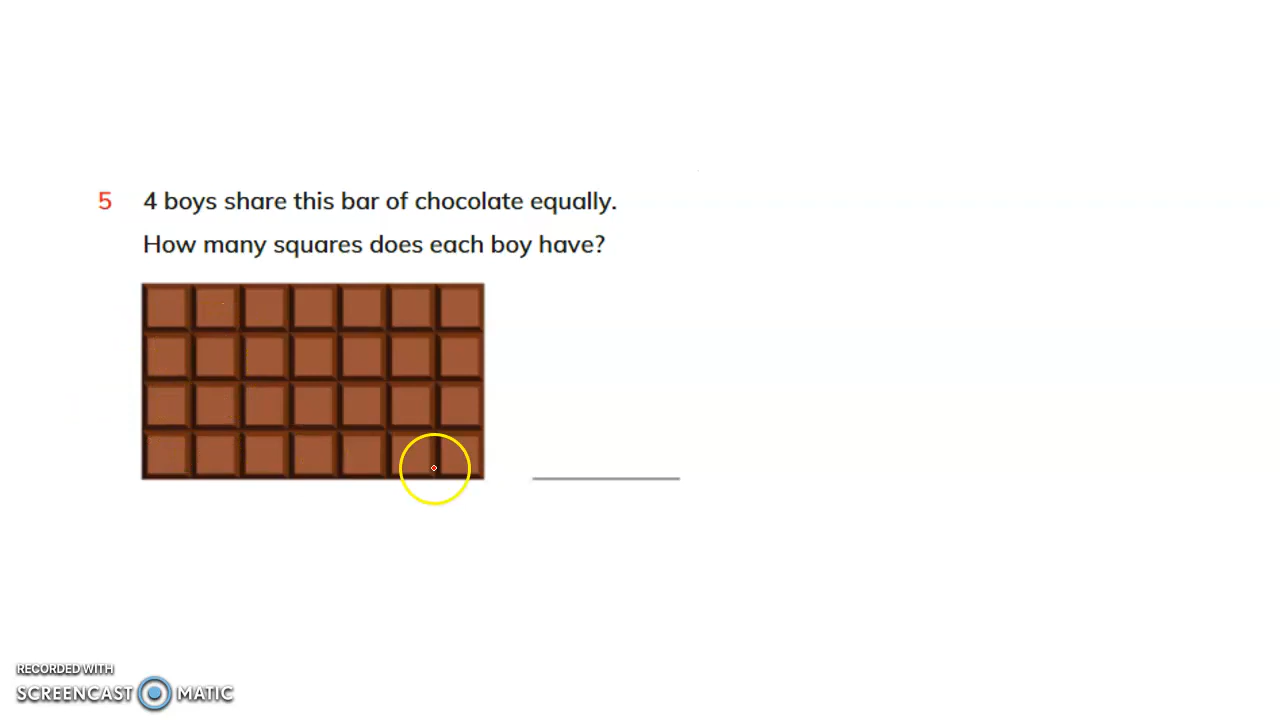 5 4 boys share this bar of chocolate equally.
How many squares does each boy have?
RECORDED WITH
SCREENCAST MATIC